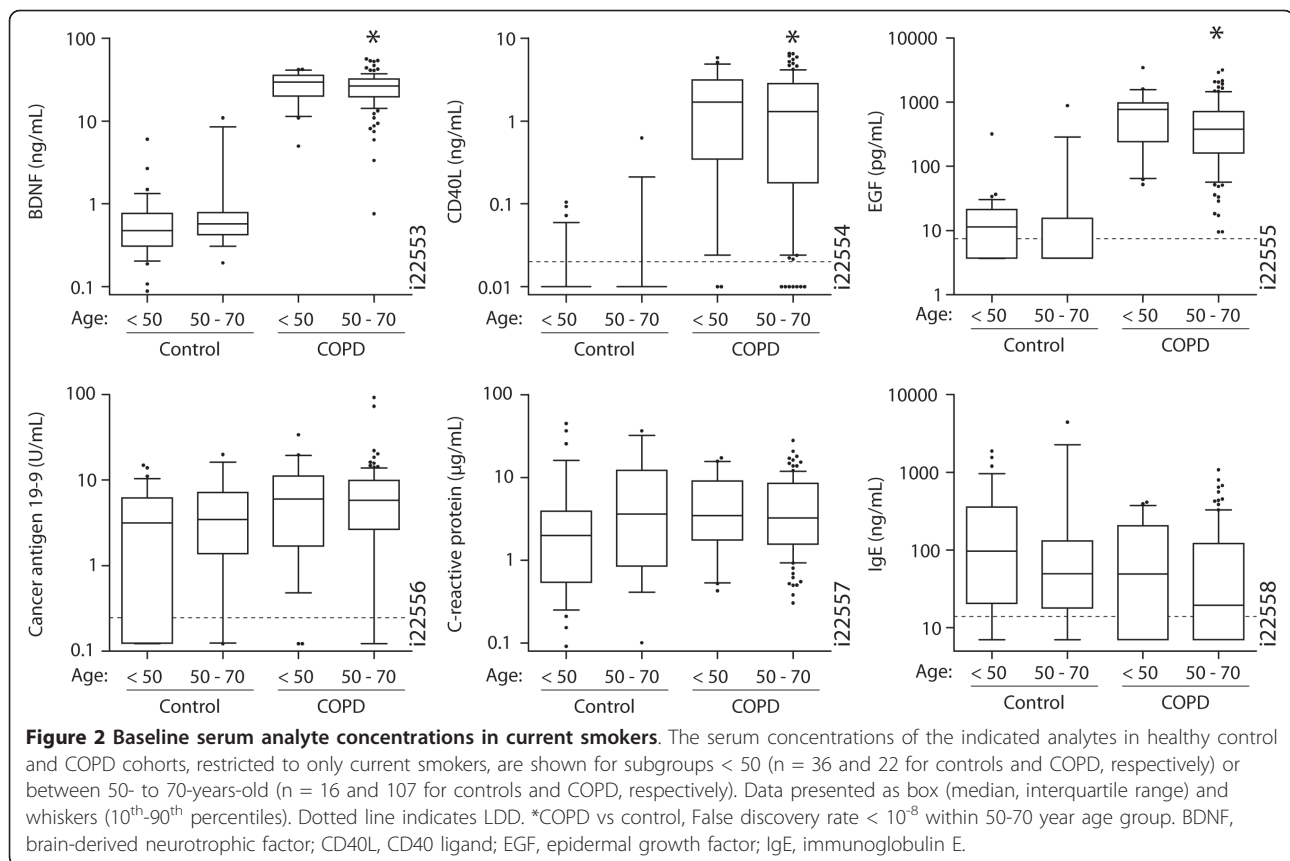 100
10
1
0.1
BDNF (ng/mL)
*
i22553
Age: < 50 50 - 70 < 50 50 - 70
Control COPD
10
1
0.1
0.01
CD40L (ng/mL)
*
i22554
Age: < 50 50 - 70 < 50 50 - 70
Control COPD
10000
1000
100
10
1
EGF (pg/mL)
*
i22555
Age: < 50 50 - 70 < 50 50 - 70
Control COPD
100
10
1
0.1
Cancer antigen 19-9 (U/mL)
i22556
Age: < 50 50 - 70 < 50 50 - 70
Control COPD
100
10
1
0.1
C-reactive protein (µg/mL)
i22557
Age: < 50 50 - 70 < 50 50 - 70
Control COPD
10000
1000
100
10
IgE (ng/mL)
i22558
Age: < 50 50 - 70 < 50 50 - 70
Control COPD
Figure 2 Baseline serum analyte concentrations in current smokers. The serum concentrations of the indicated analytes in healthy control
and COPD cohorts, restricted to only current smokers, are shown for subgroups < 50 (n = 36 and 22 for controls and COPD, respectively) or
between 50- to 70-years-old (n = 16 and 107 for controls and COPD, respectively). Data presented as box (median, interquartile range) and
whiskers (10th-90th percentiles). Dotted line indicates LDD. *COPD vs control, False discovery rate < 10-8 within 50-70 year age group. BDNF,
brain-derived neurotrophic factor; CD40L, CD40 ligand; EGF, epidermal growth factor; IgE, immunoglobulin E.